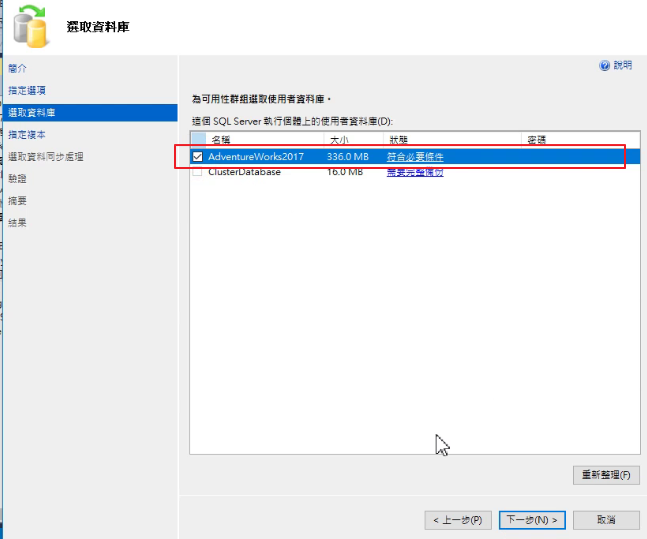 選取資料庫
說明
簡介
指定選項
選取資料庫
指定複本
選取資料同步處理
驗證
摘要
結果
為可用性群組選取使用者資料庫。
這個 SQL Server 執行個體上的使用者資料庫(D):
名稱 大小 狀態 密碼
AdventureWorks2017 336.0 MB 符合必要條件
ClusterDatabase 16.0 MB 需要完整備份
重新整理(F)
< 上一步(P) 下一步(N) > 取消